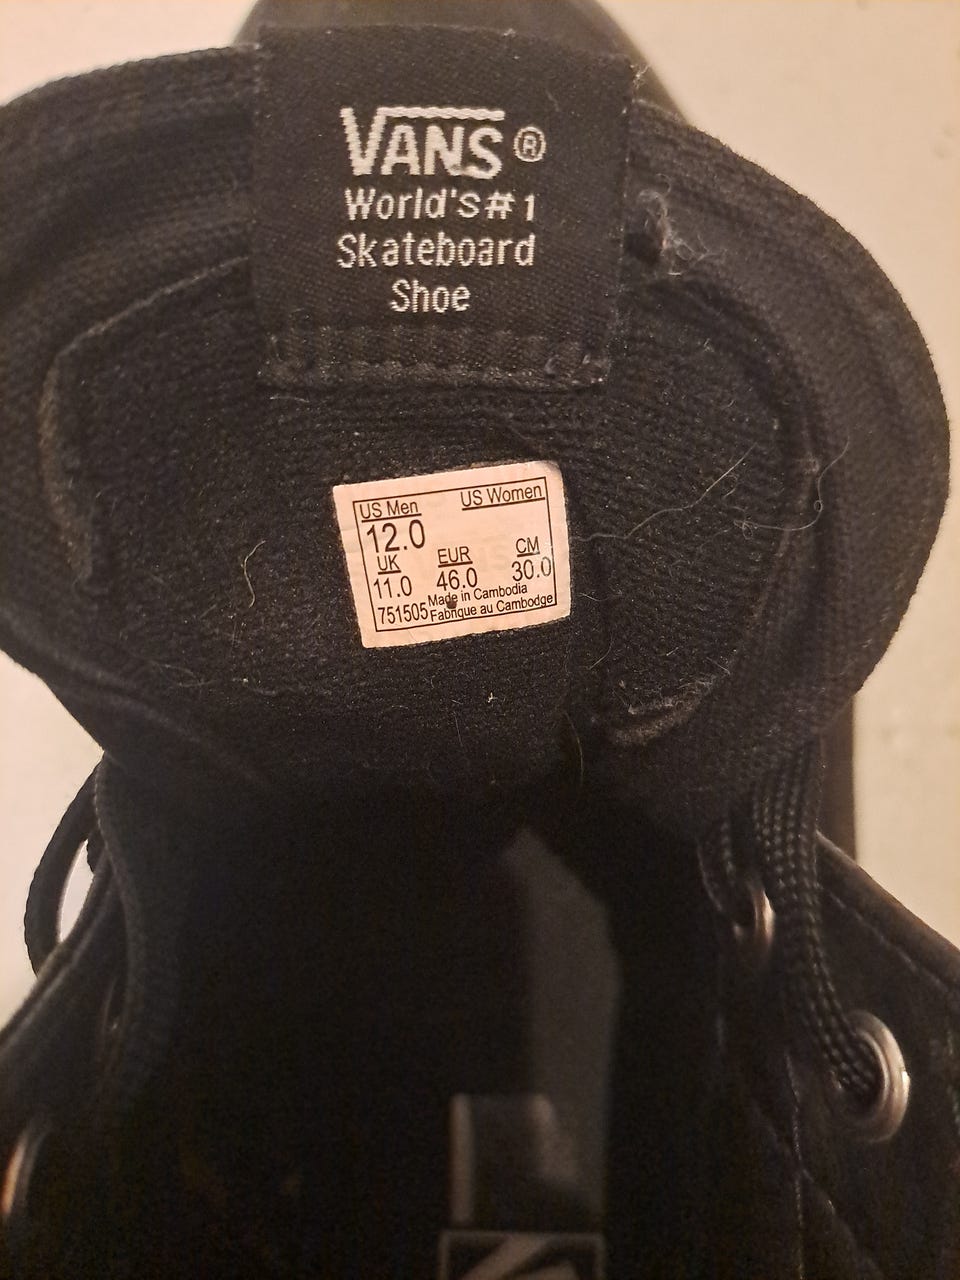 VANS®
World's #1
Skateboard
Shoe
US Men US Women
12.0
UK EUR CM
11.0 46.0 30.0
751505 Made in Cambodia
Fabrique au Cambodge